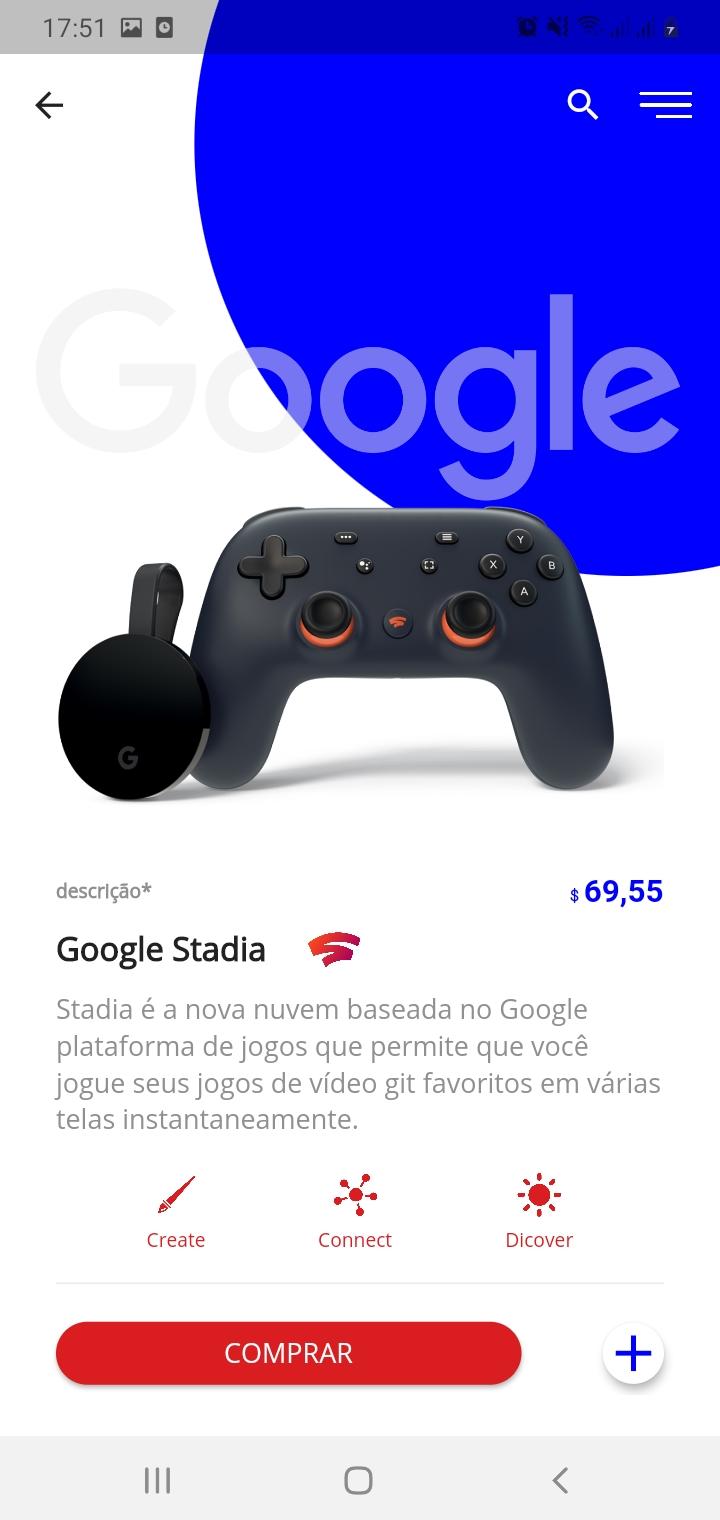 17:51
Google
Y
X
B
A
G
descrição*
$ 69,55
Google Stadia
Stadia é a nova nuvem baseada no Google
plataforma de jogos que permite que você
jogue seus jogos de vídeo git favoritos em várias
telas instantaneamente.
Create
Connect
Dicover
COMPRAR